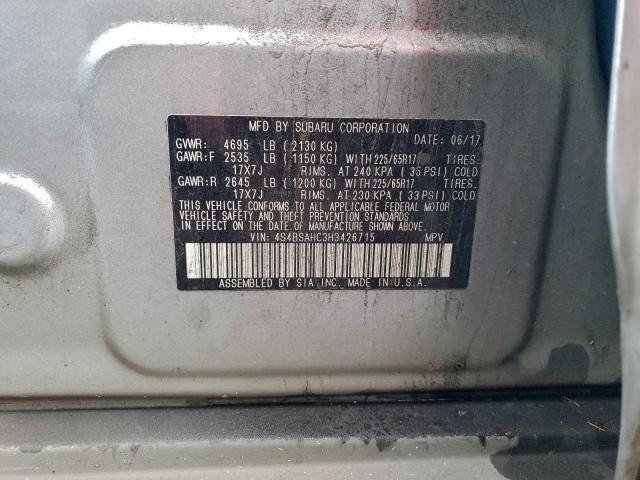 MFD BY SUBARU CORPORATION
GVWR: 4695 LB ( 2130 KG) DATE: 06/17
GAWR:F 2535 LB ( 1150 KG) WITH 225/65R17 TIRES.
17X7J RIMS. AT 240 KPA ( 35 PSI) COLD
GAWR:R 2645 LB ( 1200 KG) WITH 225/65R17 TIRES.
17X7J RIMS. AT 230 KPA ( 33 PSI) COLD
THIS VEHICLE CONFORMS TO ALL APPLICABLE FEDERAL MOTOR
VEHICLE SAFETY AND THEFT PREVENTION STANDARDS
IN EFFECT ON THE DATE OF MANUFACTURE SHOWN ABOVE.
VIN: 4S4BSAHC3H3426715 MPV
ASSEMBLED BY SIA INC. MADE IN U.S.A.